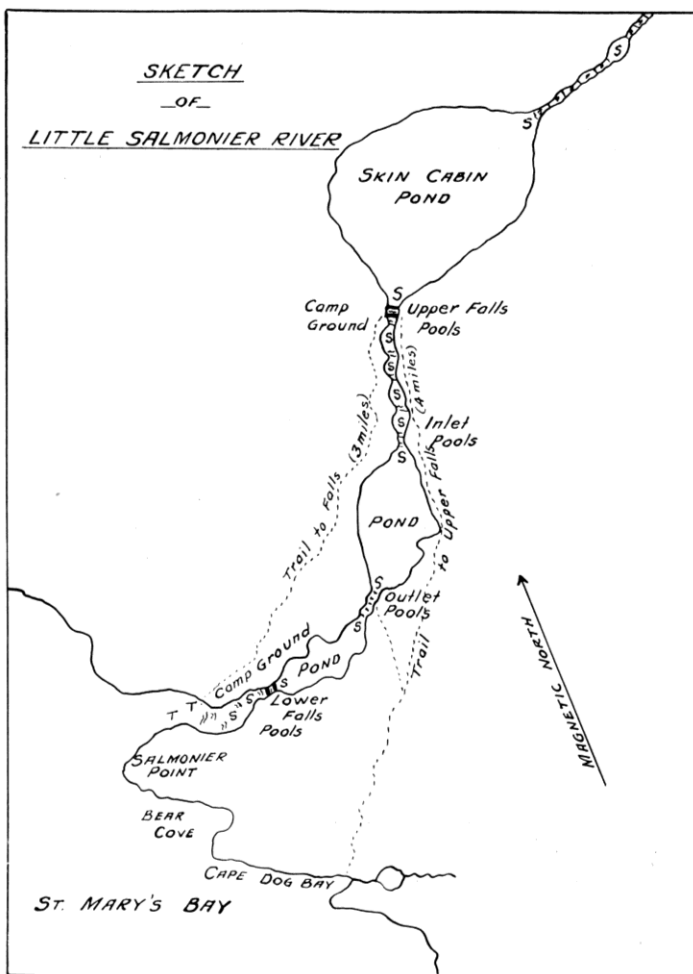 SKETCH
OF
LITTLE SALMONIER RIVER
S
S
SKIN CABIN
POND
S
Camp
Ground
Upper Falls
Pools
S
S
S
S
Inlet
Pools
S
Trail to Falls (3 miles)
Trail to Upper Falls (4 miles)
POND
S
Outlet
Pools
S
Camp Ground
POND
S
Lower
Falls
Pools
S
S
T
T
SALMONIER
POINT
BEAR
COVE
CAPE DOG BAY
ST. MARY'S BAY
MAGNETIC NORTH